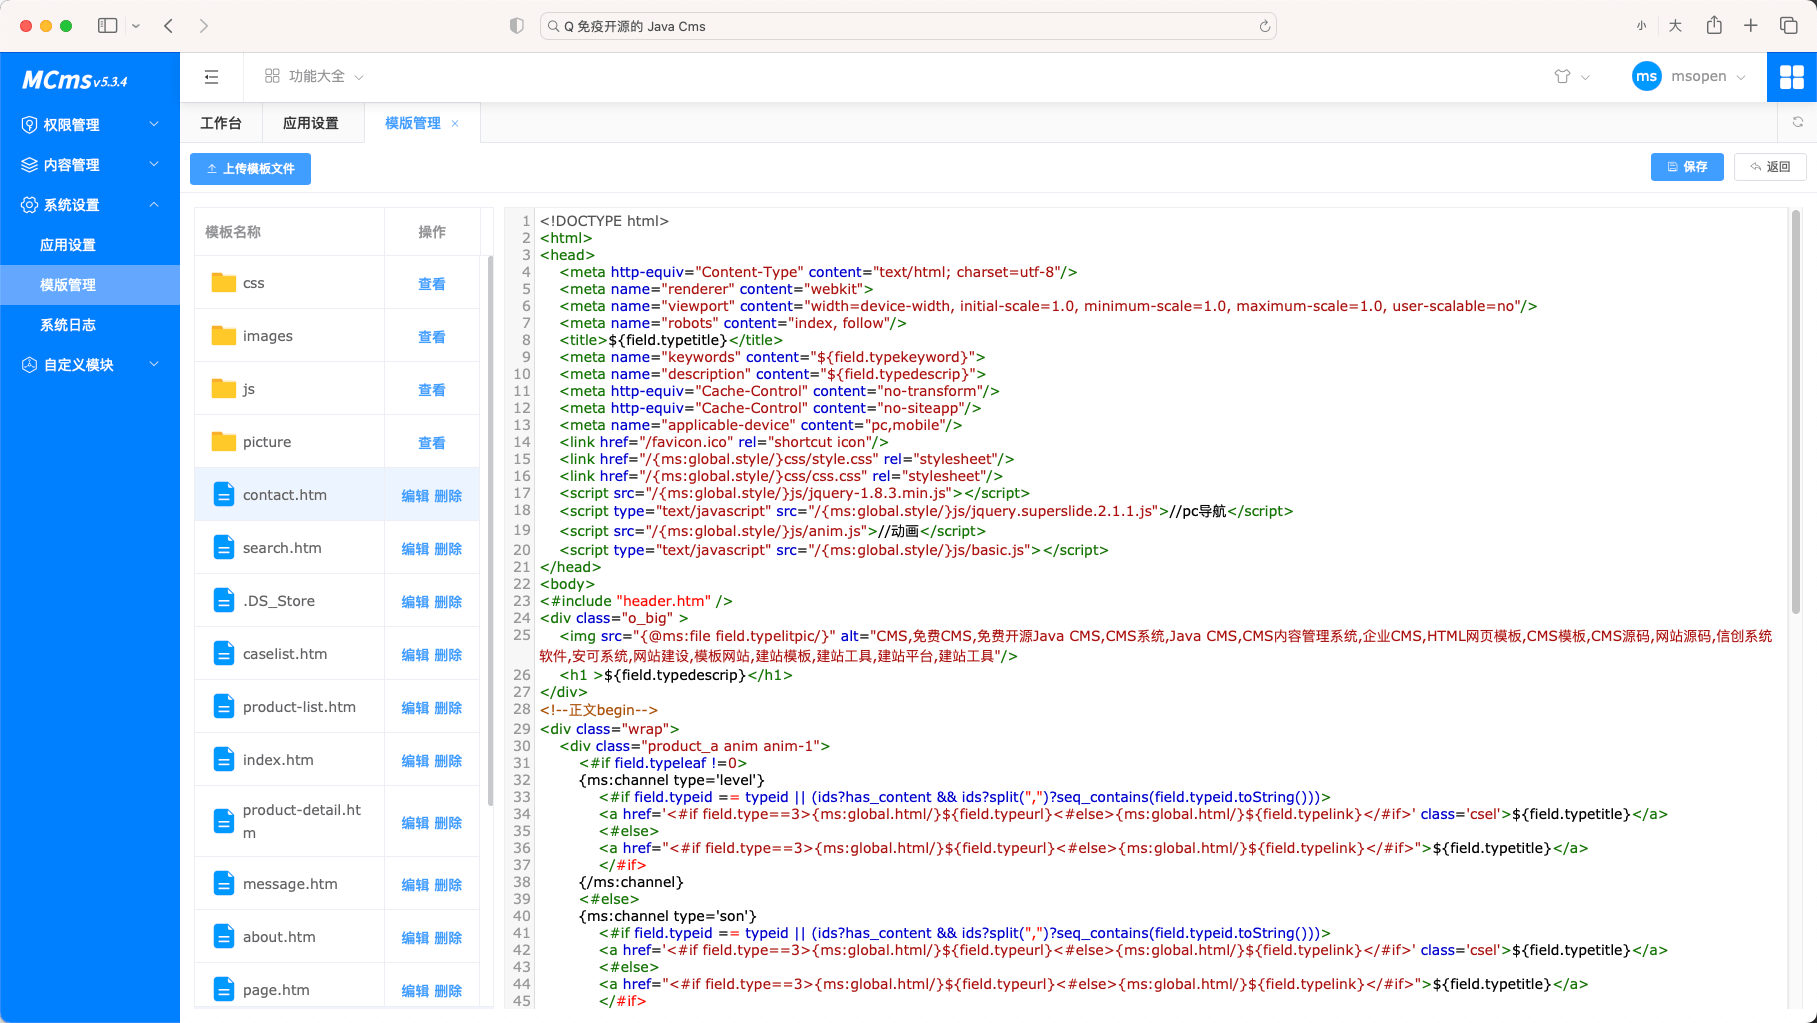 Q 免疫开源的 Java Cms
小
大
MCms v5.3.4
权限管理
内容管理
系统设置
应用设置
模版管理
系统日志
自定义模块
功能大全
ms
msopen
工作台
应用设置
模版管理
上传模板文件
保存
返回
模板名称 操作
css 查看
images 查看
js 查看
picture 查看
contact.htm 编辑 删除
search.htm 编辑 删除
.DS_Store 编辑 删除
caselist.htm 编辑 删除
product-list.htm 编辑 删除
index.htm 编辑 删除
product-detail.ht
m 编辑 删除
message.htm 编辑 删除
about.htm 编辑 删除
page.htm 编辑 删除
1 <!DOCTYPE html>
2 <html>
3 <head>
4 <meta http-equiv="Content-Type" content="text/html; charset=utf-8"/>
5 <meta name="renderer" content="webkit">
6 <meta name="viewport" content="width=device-width, initial-scale=1.0, minimum-scale=1.0, maximum-scale=1.0, user-scalable=no"/>
7 <meta name="robots" content="index, follow"/>
8 <title>${field.typetitle}</title>
9 <meta name="keywords" content="${field.typekeyword}">
10 <meta name="description" content="${field.typedescrip}">
11 <meta http-equiv="Cache-Control" content="no-transform"/>
12 <meta http-equiv="Cache-Control" content="no-siteapp"/>
13 <meta name="applicable-device" content="pc,mobile"/>
14 <link href="/favicon.ico" rel="shortcut icon"/>
15 <link href="/{ms:global.style/}css/style.css" rel="stylesheet"/>
16 <link href="/{ms:global.style/}css/css.css" rel="stylesheet"/>
17 <script src="/{ms:global.style/}js/jquery-1.8.3.min.js"></script>
18 <script type="text/javascript" src="/{ms:global.style/}js/jquery.superslide.2.1.1.js">//pc导航</script>
19 <script src="/{ms:global.style/}js/anim.js">//动画</script>
20 <script type="text/javascript" src="/{ms:global.style/}js/basic.js"></script>
21 </head>
22 <body>
23 <#include "header.htm" />
24 <div class="o_big" >
25 <img src="{@ms:file field.typelitpic/}" alt="CMS,免费CMS,免费开源Java CMS,CMS系统,Java CMS,CMS内容管理系统,企业CMS,HTML网页模板,CMS模板,CMS源码,网站源码,信创系统
软件,安可系统,网站建设,模板网站,建站模板,建站工具,建站平台,建站工具"/>
26 <h1 >${field.typedescrip}</h1>
27 </div>
28 <!--正文begin-->
29 <div class="wrap">
30 <div class="product_a anim anim-1">
31 <#if field.typeleaf !=0>
32 {ms:channel type='level'}
33 <#if field.typeid == typeid || (ids?has_content && ids?split(",")?seq_contains(field.typeid.toString()))>
34 <a href='<#if field.type==3>{ms:global.html/}${field.typeurl}<#else>{ms:global.html/}${field.typelink}</#if>' class='csel'>${field.typetitle}</a>
35 <#else>
36 <a href="<#if field.type==3>{ms:global.html/}${field.typeurl}<#else>{ms:global.html/}${field.typelink}</#if>">${field.typetitle}</a>
37 </#if>
38 {/ms:channel}
39 <#else>
40 {ms:channel type='son'}
41 <#if field.typeid == typeid || (ids?has_content && ids?split(",")?seq_contains(field.typeid.toString()))>
42 <a href='<#if field.type==3>{ms:global.html/}${field.typeurl}<#else>{ms:global.html/}${field.typelink}</#if>' class='csel'>${field.typetitle}</a>
43 <#else>
44 <a href="<#if field.type==3>{ms:global.html/}${field.typeurl}<#else>{ms:global.html/}${field.typelink}</#if>">${field.typetitle}</a>
45 </#if>